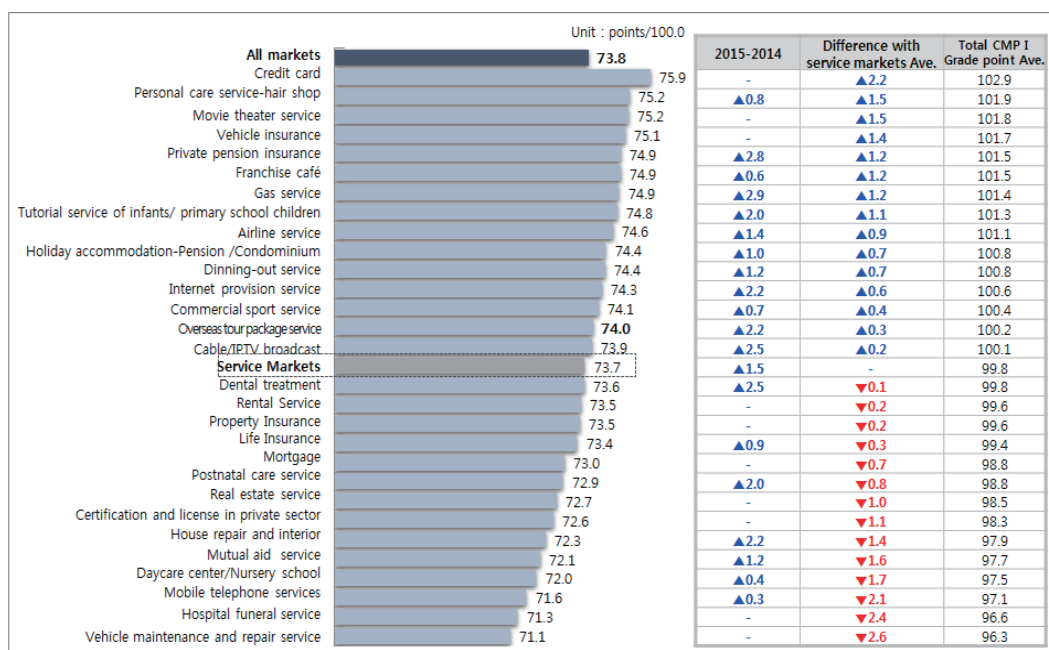 Unit : points/100.0
2015-2014 Difference with service markets Ave. Total CMP I Grade point Ave.
All markets 73.8
Credit card 75.9 - ▲2.2 102.9
Personal care service-hair shop 75.2 ▲0.8 ▲1.5 101.9
Movie theater service 75.2 - ▲1.5 101.8
Vehicle insurance 75.1 - ▲1.4 101.7
Private pension insurance 74.9 ▲2.8 ▲1.2 101.5
Franchise café 74.9 ▲0.6 ▲1.2 101.5
Gas service 74.9 ▲2.9 ▲1.2 101.4
Tutorial service of infants/ primary school children 74.8 ▲2.0 ▲1.1 101.3
Airline service 74.6 ▲1.4 ▲0.9 101.1
Holiday accommodation-Pension /Condominium 74.4 ▲1.0 ▲0.7 100.8
Dinning-out service 74.4 ▲1.2 ▲0.7 100.8
Internet provision service 74.3 ▲2.2 ▲0.6 100.6
Commercial sport service 74.1 ▲0.7 ▲0.4 100.4
Overseas tour package service 74.0 ▲2.2 ▲0.3 100.2
Cable/IPTV broadcast 73.9 ▲2.5 ▲0.2 100.1
Service Markets 73.7 ▲1.5 - 99.8
Dental treatment 73.6 ▲2.5 ▼0.1 99.8
Rental Service 73.5 - ▼0.2 99.6
Property Insurance 73.5 - ▼0.2 99.6
Life Insurance 73.4 ▲0.9 ▼0.3 99.4
Mortgage 73.0 - ▼0.7 98.8
Postnatal care service 72.9 ▲2.0 ▼0.8 98.8
Real estate service 72.7 - ▼1.0 98.5
Certification and license in private sector 72.6 - ▼1.1 98.3
House repair and interior 72.3 ▲2.2 ▼1.4 97.9
Mutual aid service 72.1 ▲1.2 ▼1.6 97.7
Daycare center/Nursery school 72.0 ▲0.4 ▼1.7 97.5
Mobile telephone services 71.6 ▲0.3 ▼2.1 97.1
Hospital funeral service 71.3 - ▼2.4 96.6
Vehicle maintenance and repair service 71.1 - ▼2.6 96.3